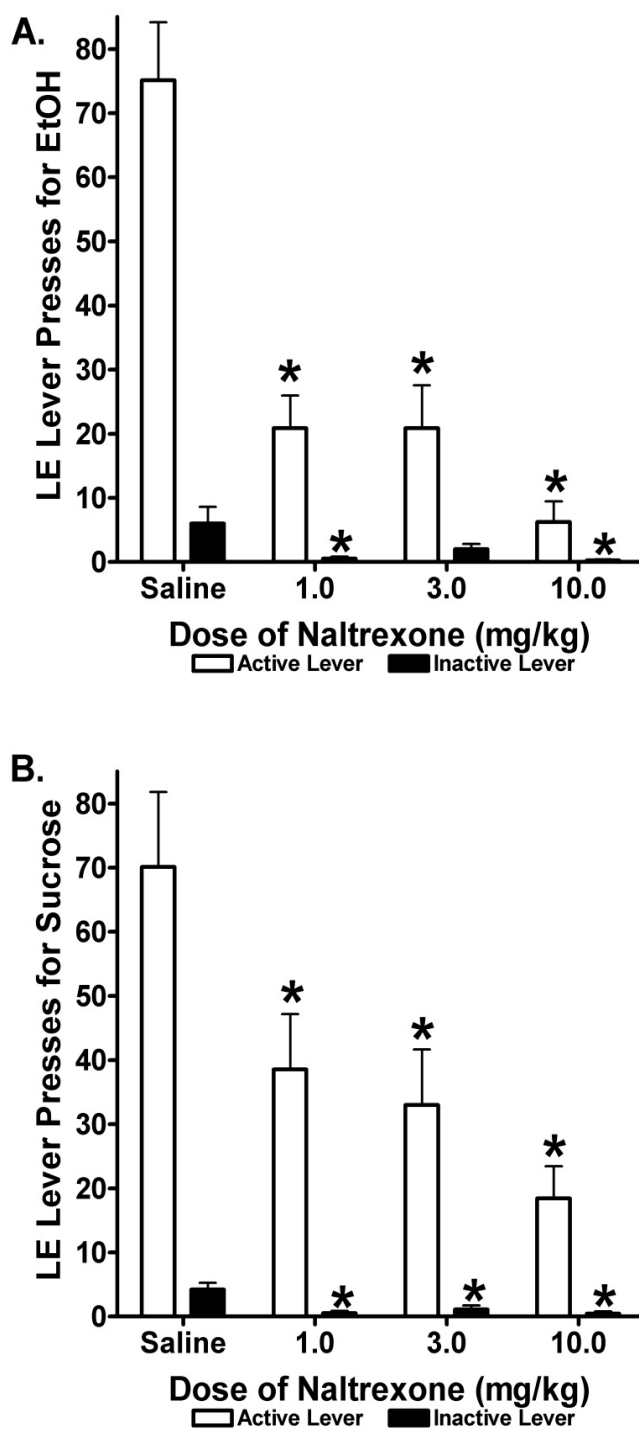 A.
LE Lever Presses for EtOH
80
70
60
50
40
30
20
10
0
* * *
* *
Saline 1.0 3.0 10.0
Dose of Naltrexone (mg/kg)
Active Lever Inactive Lever
B.
LE Lever Presses for Sucrose
80
70
60
50
40
30
20
10
0
* * *
* * *
Saline 1.0 3.0 10.0
Dose of Naltrexone (mg/kg)
Active Lever Inactive Lever